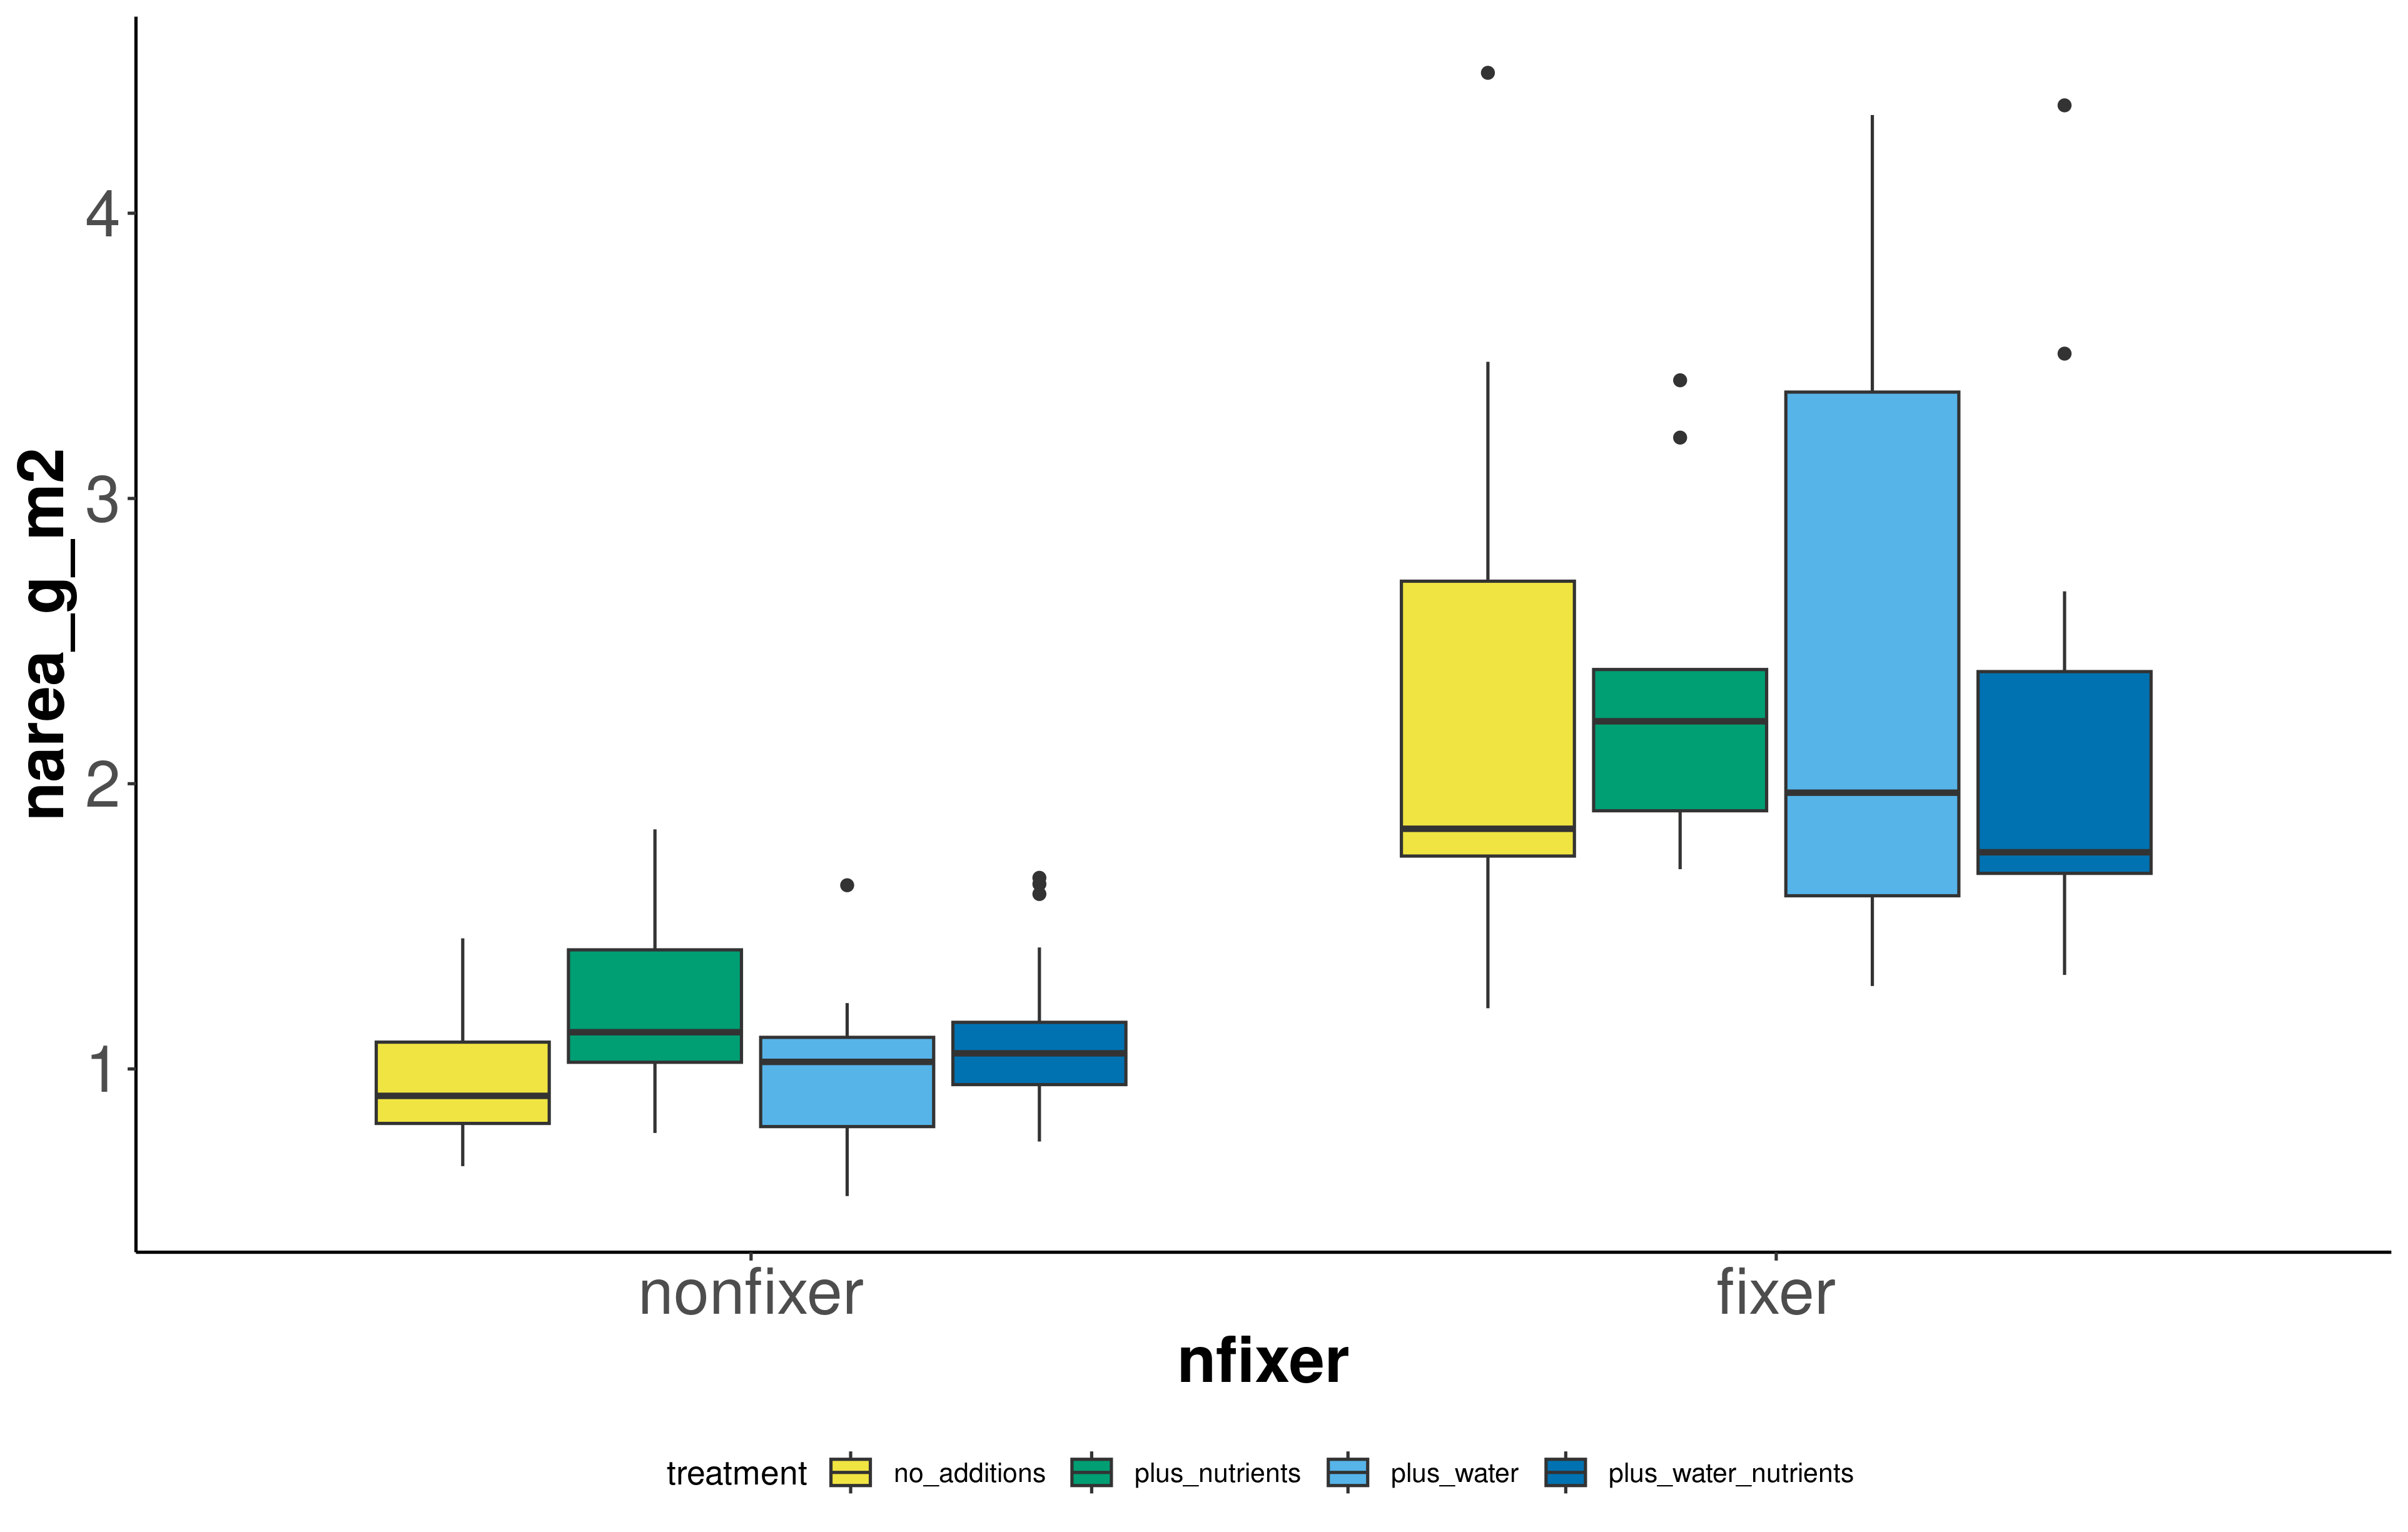 narea_g_m2
4
3
2
1
nonfixer fixer
nfixer
treatment no_additions plus_nutrients plus_water plus_water_nutrients